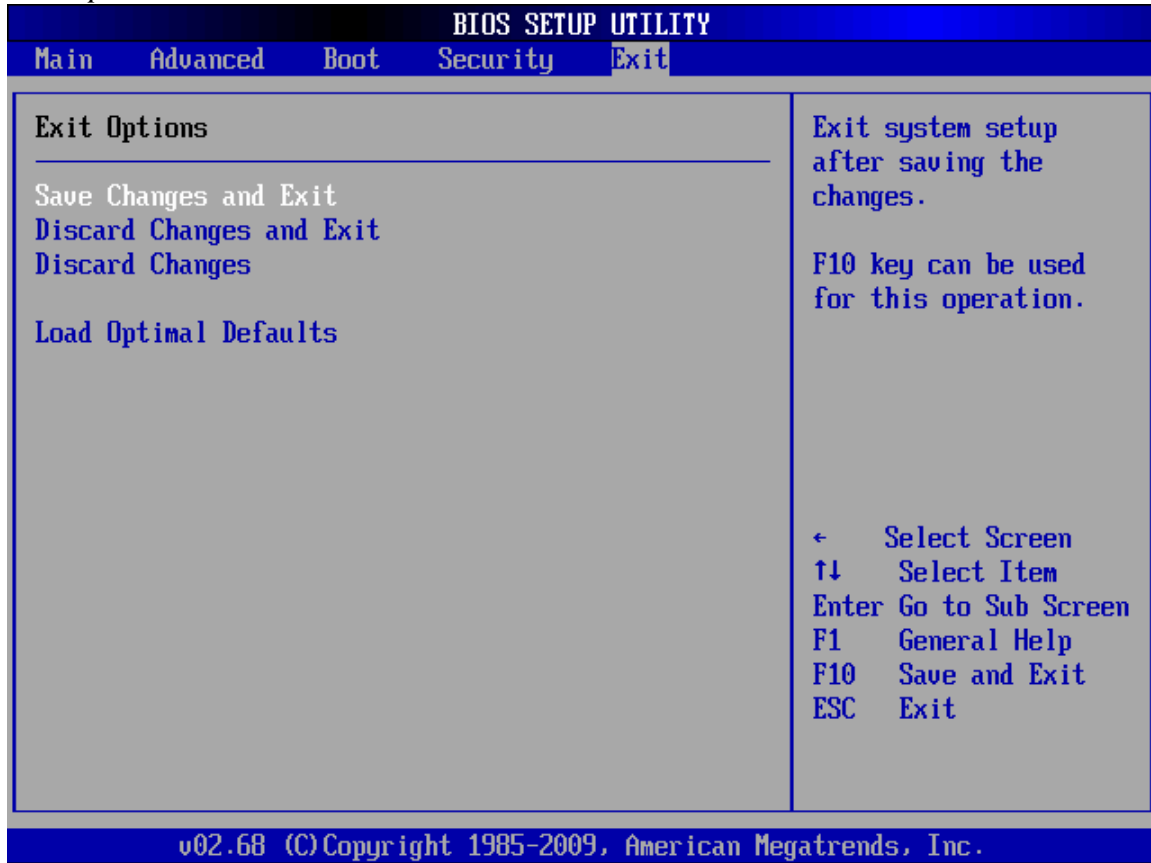 BIOS SETUP UTILITY
Main Advanced Boot Security Exit
Exit Options
Save Changes and Exit
Discard Changes and Exit
Discard Changes
Load Optimal Defaults
Exit system setup
after saving the
changes.
F10 key can be used
for this operation.
← Select Screen
↑↓ Select Item
Enter Go to Sub Screen
F1 General Help
F10 Save and Exit
ESC Exit
v02.68 (C)Copyright 1985-2009, American Megatrends, Inc.